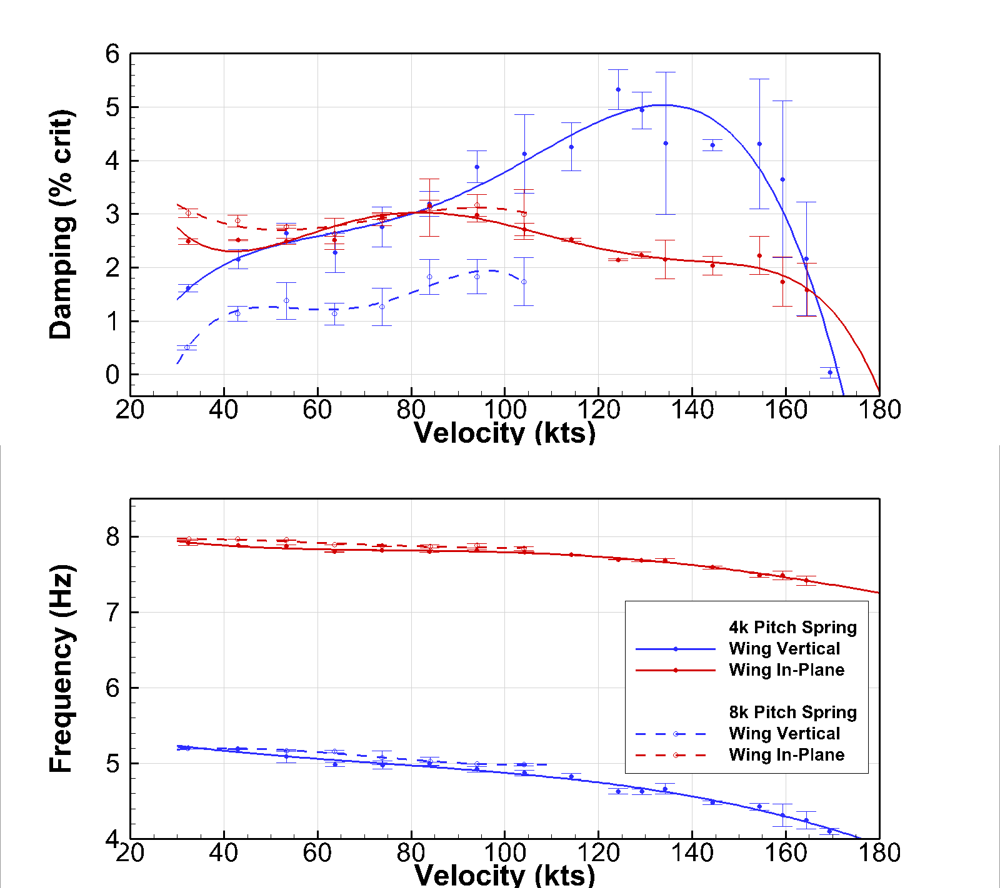 Damping (% crit)
6
5
4
3
2
1
0
20 40 60 80 100 120 140 160 180
Velocity (kts)
Frequency (Hz)
8
7
6
5
4
20 40 60 80 100 120 140 160 180
Velocity (kts)
4k Pitch Spring
Wing Vertical
Wing In-Plane
8k Pitch Spring
Wing Vertical
Wing In-Plane